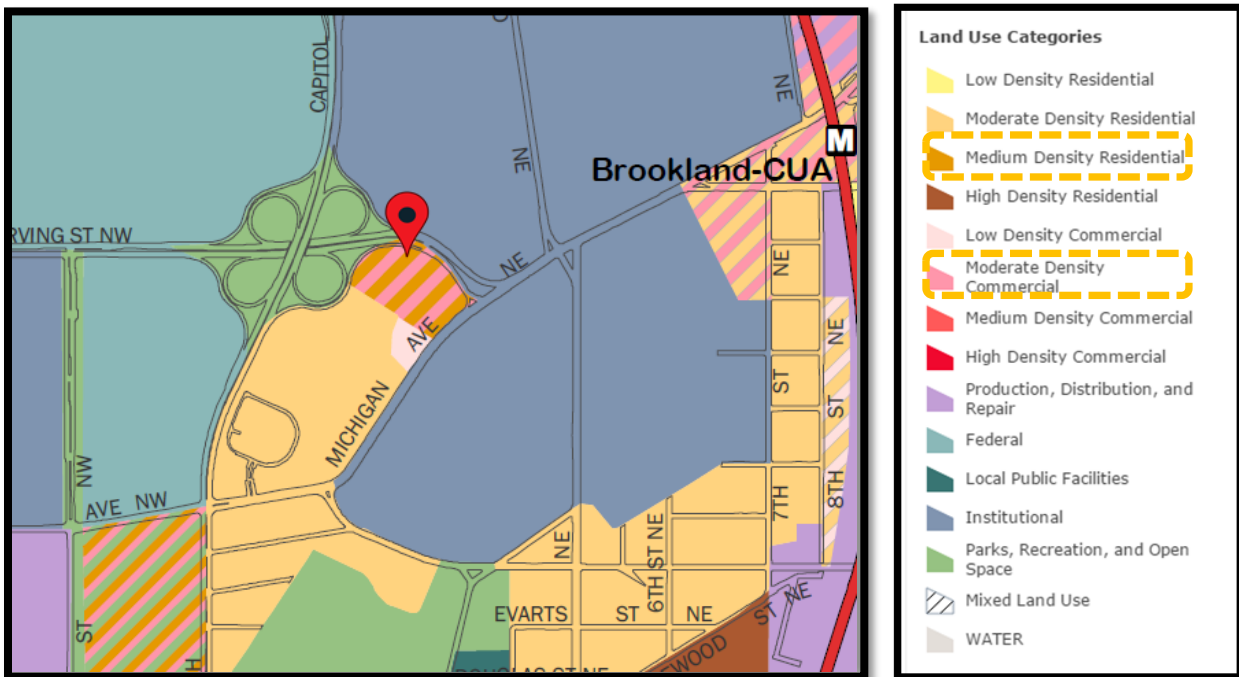 CAPITOL
NE
NE
M
Brookland-CUA
RVING ST NW
NE
NE
AVE
MICHIGAN
NE
ST
ST
NW
AVE NW
7TH
8TH
NE
6TH ST NE
EVARTS ST NE
ST NE
EWOOD
ST
H
Land Use Categories
Low Density Residential
Moderate Density Residential
Medium Density Residential
High Density Residential
Low Density Commercial
Moderate Density
Commercial
Medium Density Commercial
High Density Commercial
Production, Distribution, and
Repair
Federal
Local Public Facilities
Institutional
Parks, Recreation, and Open
Space
Mixed Land Use
WATER